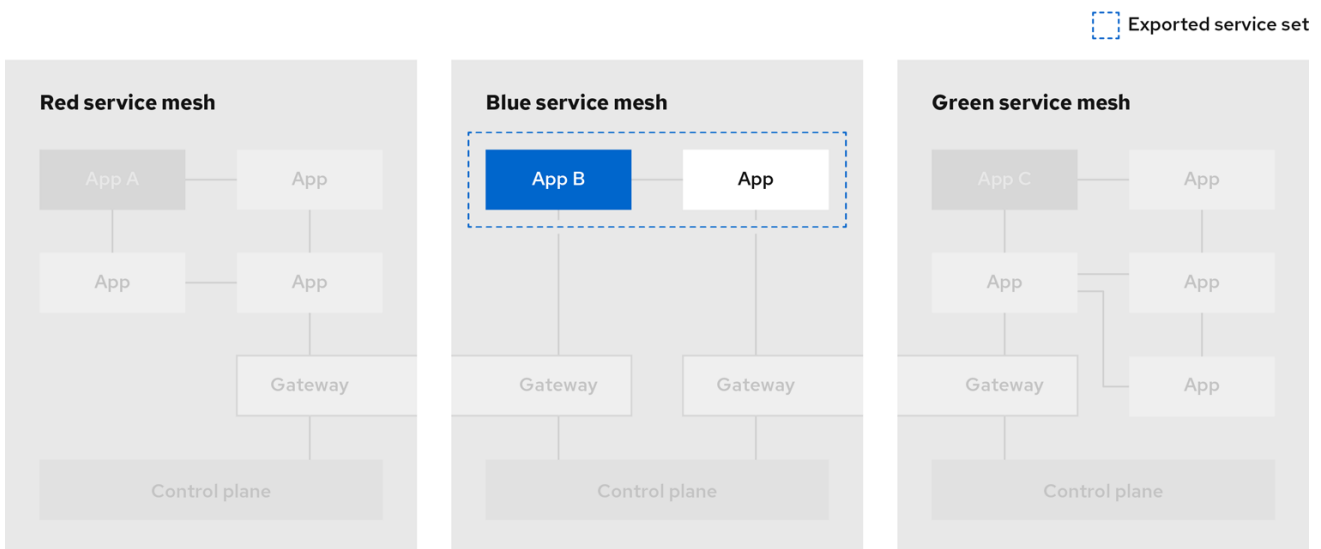 Exported service set
Red service mesh
App A
App
App
App
Gateway
Control plane
Blue service mesh
App B
App
Gateway
Gateway
Control plane
Green service mesh
App C
App
App
App
Gateway
App
Control plane